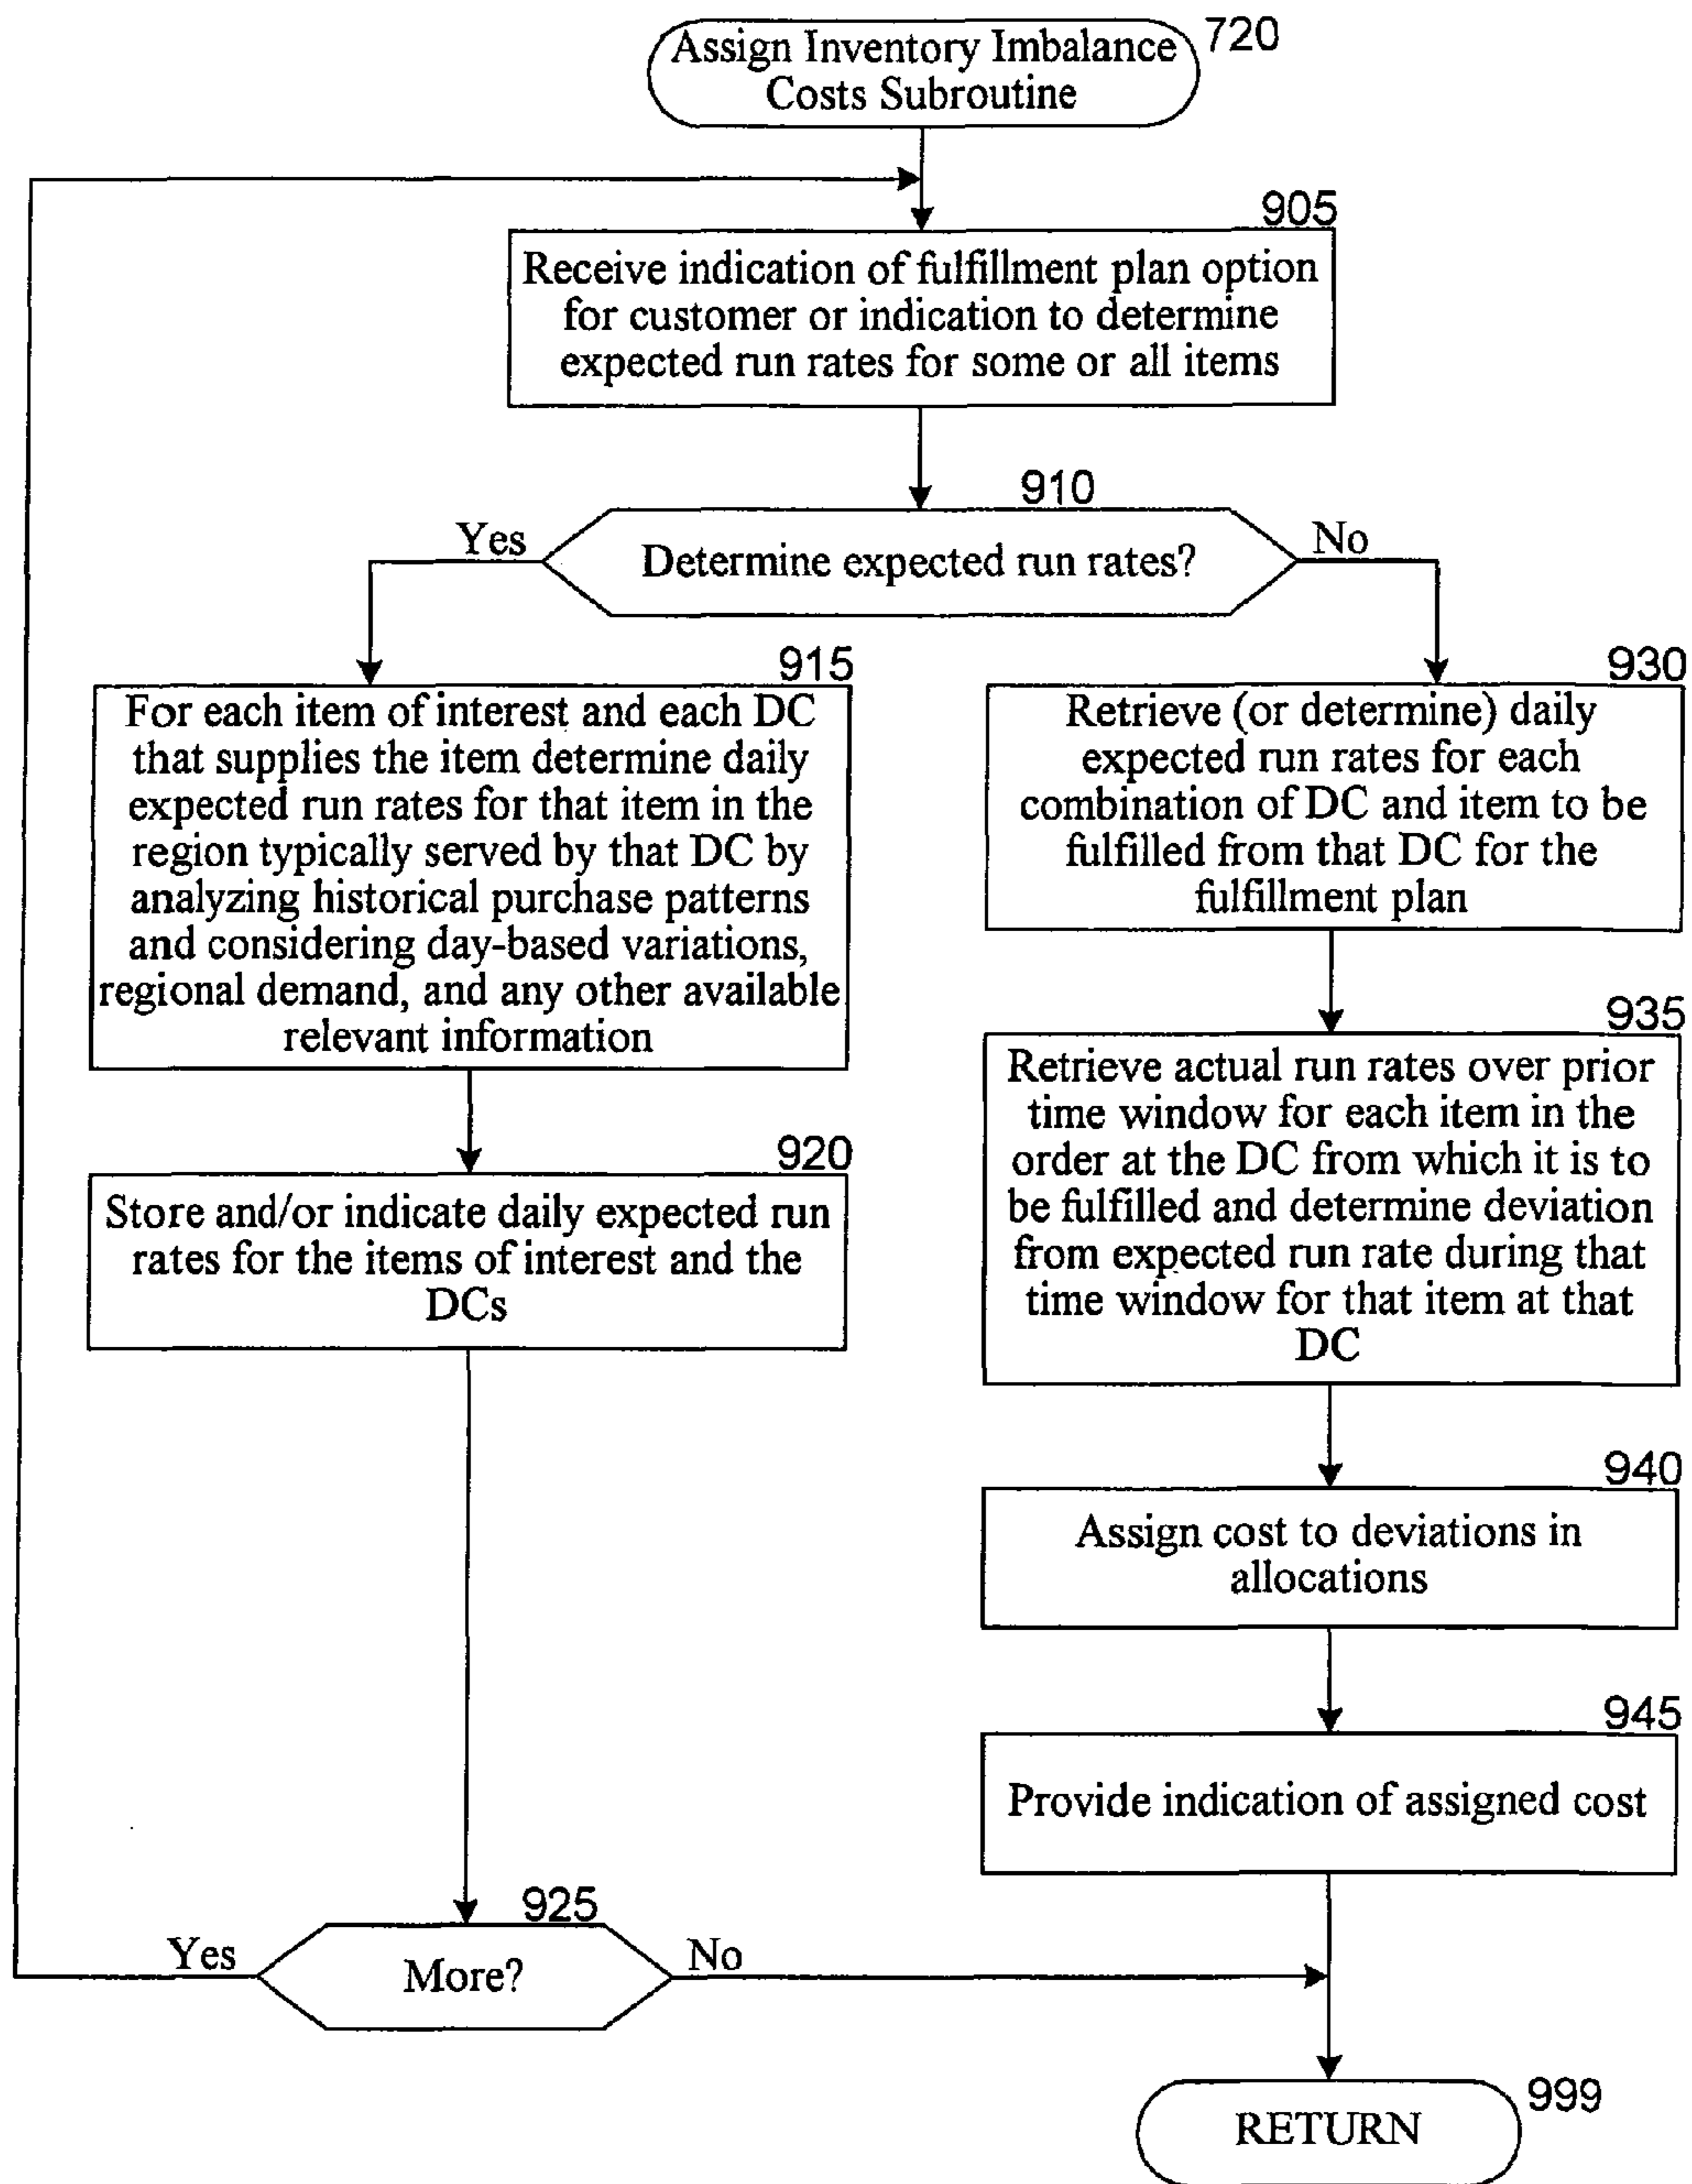 Assign Inventory Imbalance
Costs Subroutine
720
905
Receive indication of fulfillment plan option
for customer or indication to determine
expected run rates for some or all items
910
Yes
Determine expected run rates?
No
915
For each item of interest and each DC
that supplies the item determine daily
expected run rates for that item in the
region typically served by that DC by
analyzing historical purchase patterns
and considering day-based variations,
regional demand, and any other available
relevant information
930
Retrieve (or determine) daily
expected run rates for each
combination of DC and item to be
fulfilled from that DC for the
fulfillment plan
920
Store and/or indicate daily expected run
rates for the items of interest and the
DCs
935
Retrieve actual run rates over prior
time window for each item in the
order at the DC from which it is to
be fulfilled and determine deviation
from expected run rate during that
time window for that item at that
DC
940
Assign cost to deviations in
allocations
945
Provide indication of assigned cost
925
Yes
More?
No
RETURN
999